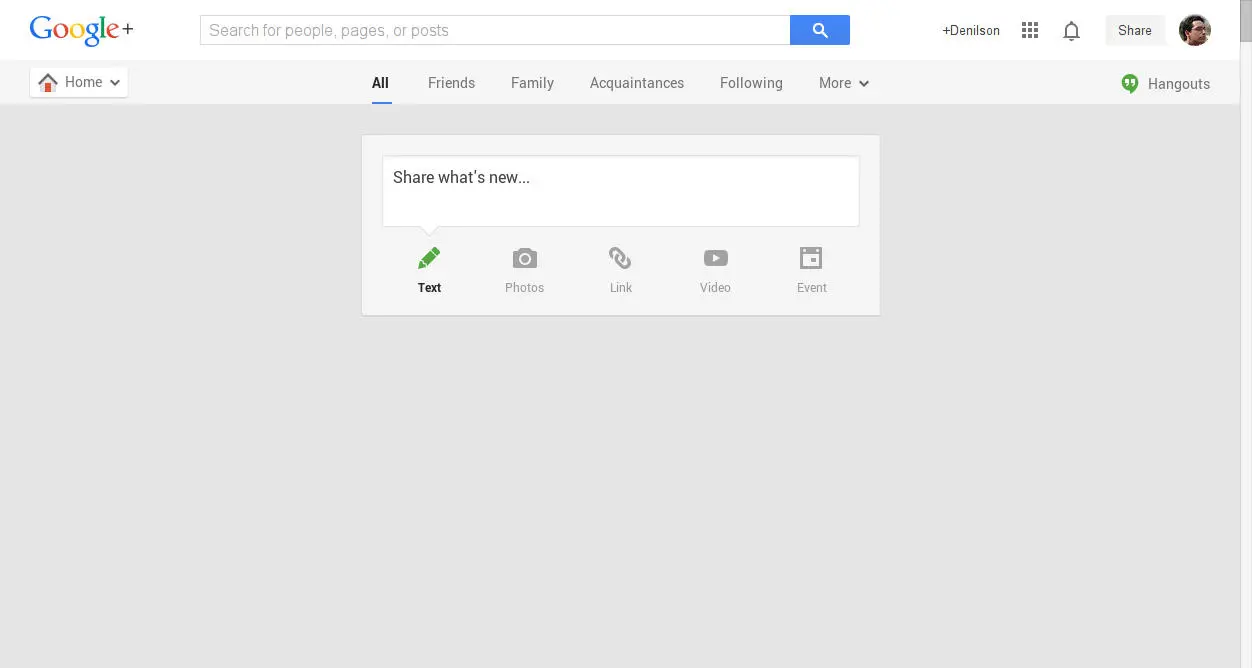 Google+
Search for people, pages, or posts
+Denilson
Share
Home
All
Friends
Family
Acquaintances
Following
More
Hangouts
Share what's new...
Text
Photos
Link
Video
Event